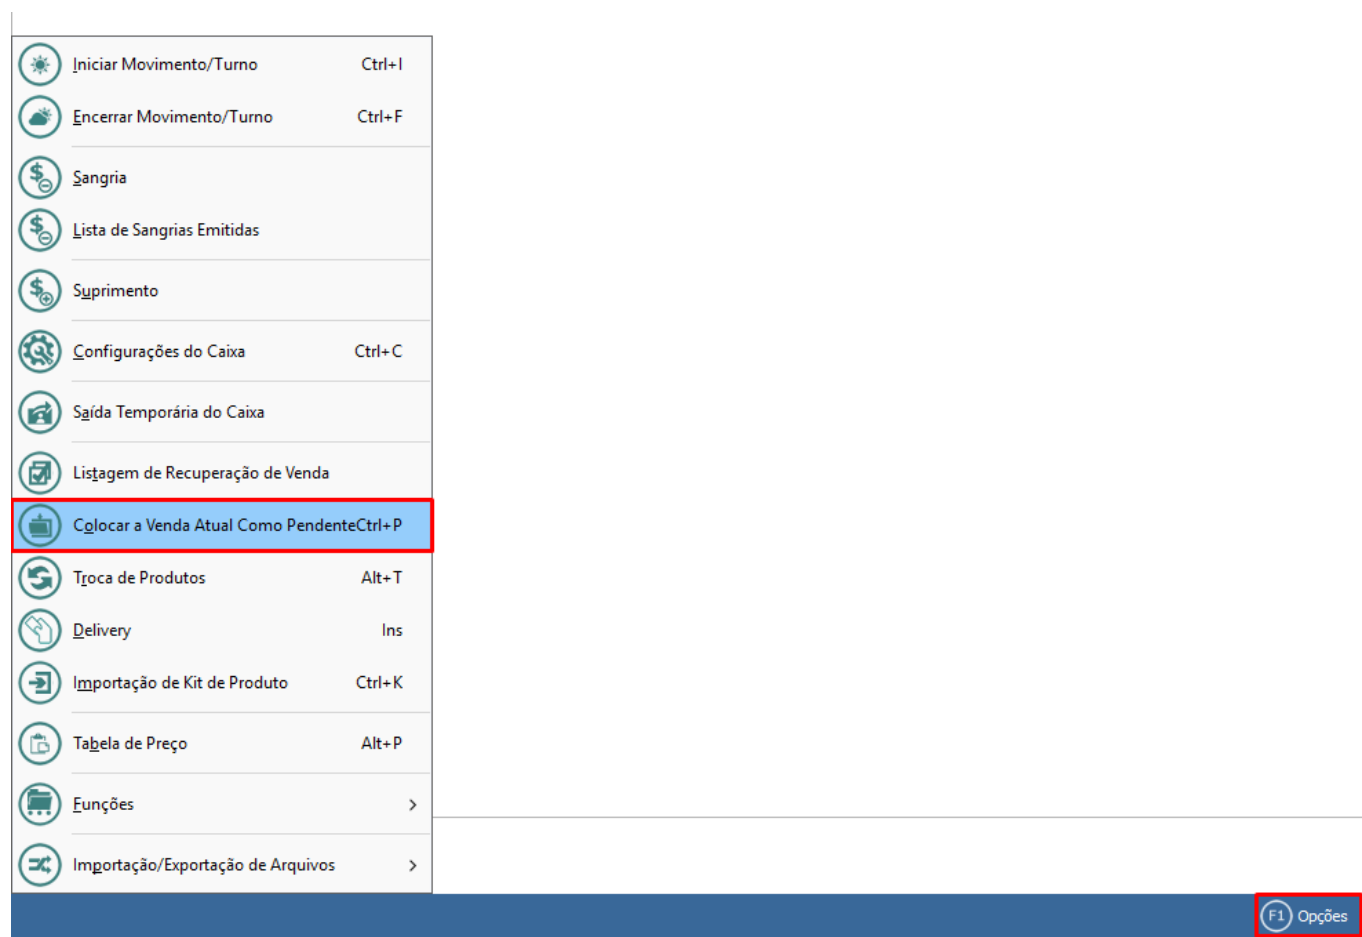 Iniciar Movimento/Turno Ctrl+I
Encerrar Movimento/Turno Ctrl+F
Sangria
Lista de Sangrias Emitidas
Suprimento
Configurações do Caixa Ctrl+C
Saída Temporária do Caixa
Listagem de Recuperação de Venda
Colocar a Venda Atual Como PendenteCtrl+P
Troca de Produtos Alt+T
Delivery Ins
Importação de Kit de Produto Ctrl+K
Tabela de Preço Alt+P
Funções
Importação/Exportação de Arquivos
F1 Opções